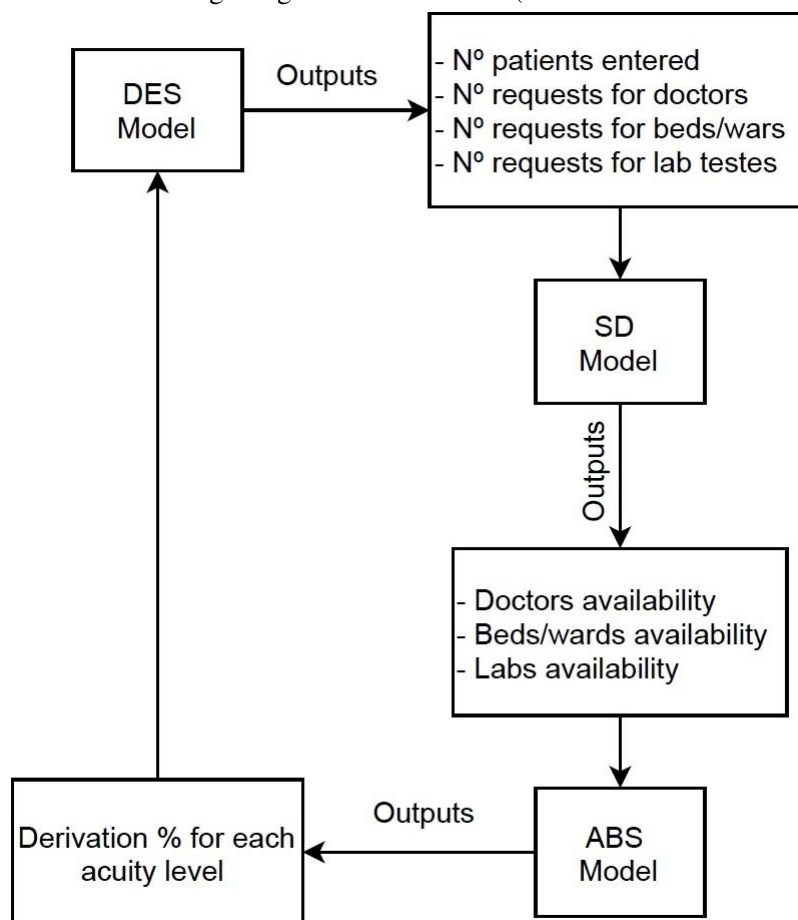 DES
Model
Outputs
- Nº patients entered
- Nº requests for doctors
- Nº requests for beds/wars
- Nº requests for lab testes
SD
Model
Outputs
- Doctors availability
- Beds/wards availability
- Labs availability
ABS
Model
Outputs
Derivation % for each
acuity level